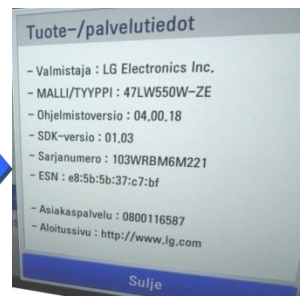 Tuote-/palvelutiedot
- Valmistaja : LG Electronics Inc.
- MALLI/TYYPPI : 47LW550W-ZE
- Ohjelmistoversio : 04.00.18
- SDK-versio : 01.03
- Sarjanumero : 103WRBM6M221
- ESN : e8:5b:5b:37:c7:bf
- Asiakaspalvelu : 0800116587
- Aloitussivu : http://www.lg.com
Sulje